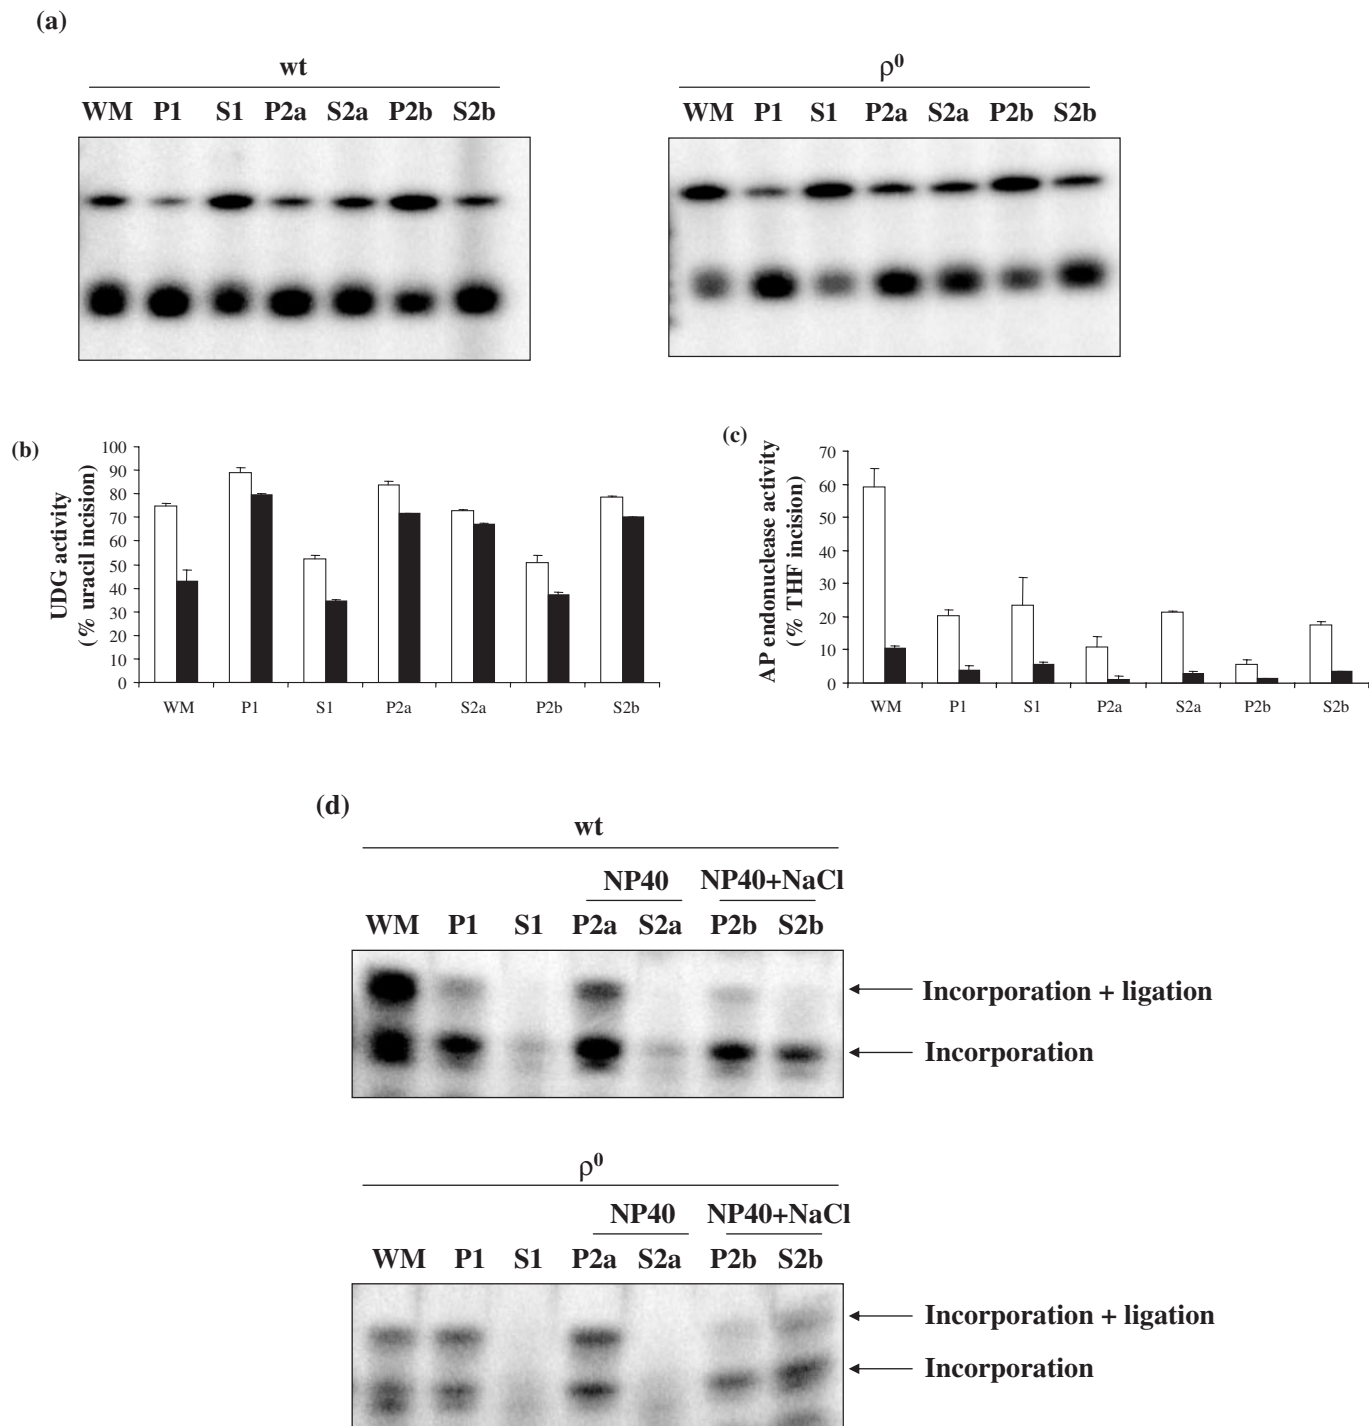 (a)
wt
WM P1 S1 P2a S2a P2b S2b
ρ⁰
WM P1 S1 P2a S2a P2b S2b
(b)
UDG activity
(% uracil incision)
100
90
80
70
60
50
40
30
20
10
0
WM P1 S1 P2a S2a P2b S2b
(c)
AP endonuclease activity
(% THF incision)
70
60
50
40
30
20
10
0
WM P1 S1 P2a S2a P2b S2b
(d)
wt
NP40 NP40+NaCl
WM P1 S1 P2a S2a P2b S2b
Incorporation + ligation
Incorporation
ρ⁰
NP40 NP40+NaCl
WM P1 S1 P2a S2a P2b S2b
Incorporation + ligation
Incorporation